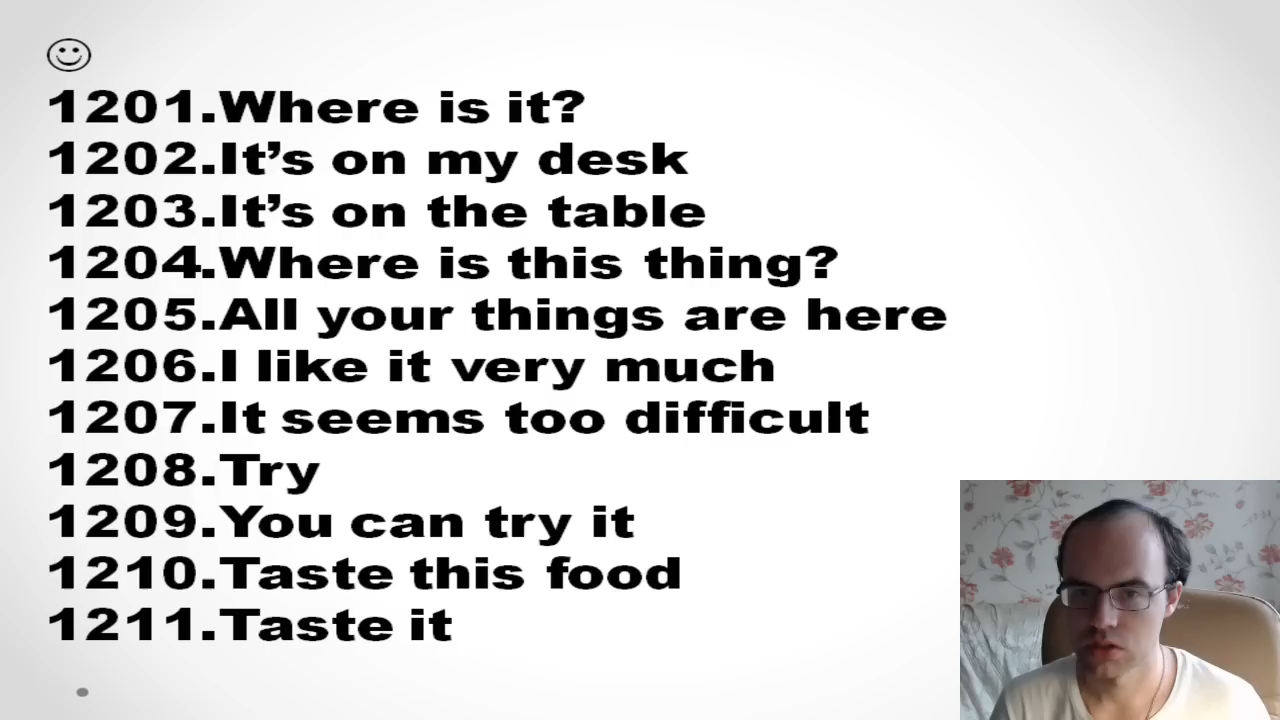 1201.Where is it?
1202.It’s on my desk
1203.It’s on the table
1204.Where is this thing?
1205.All your things are here
1206.I like it very much
1207.It seems too difficult
1208.Try
1209.You can try it
1210.Taste this food
1211.Taste it